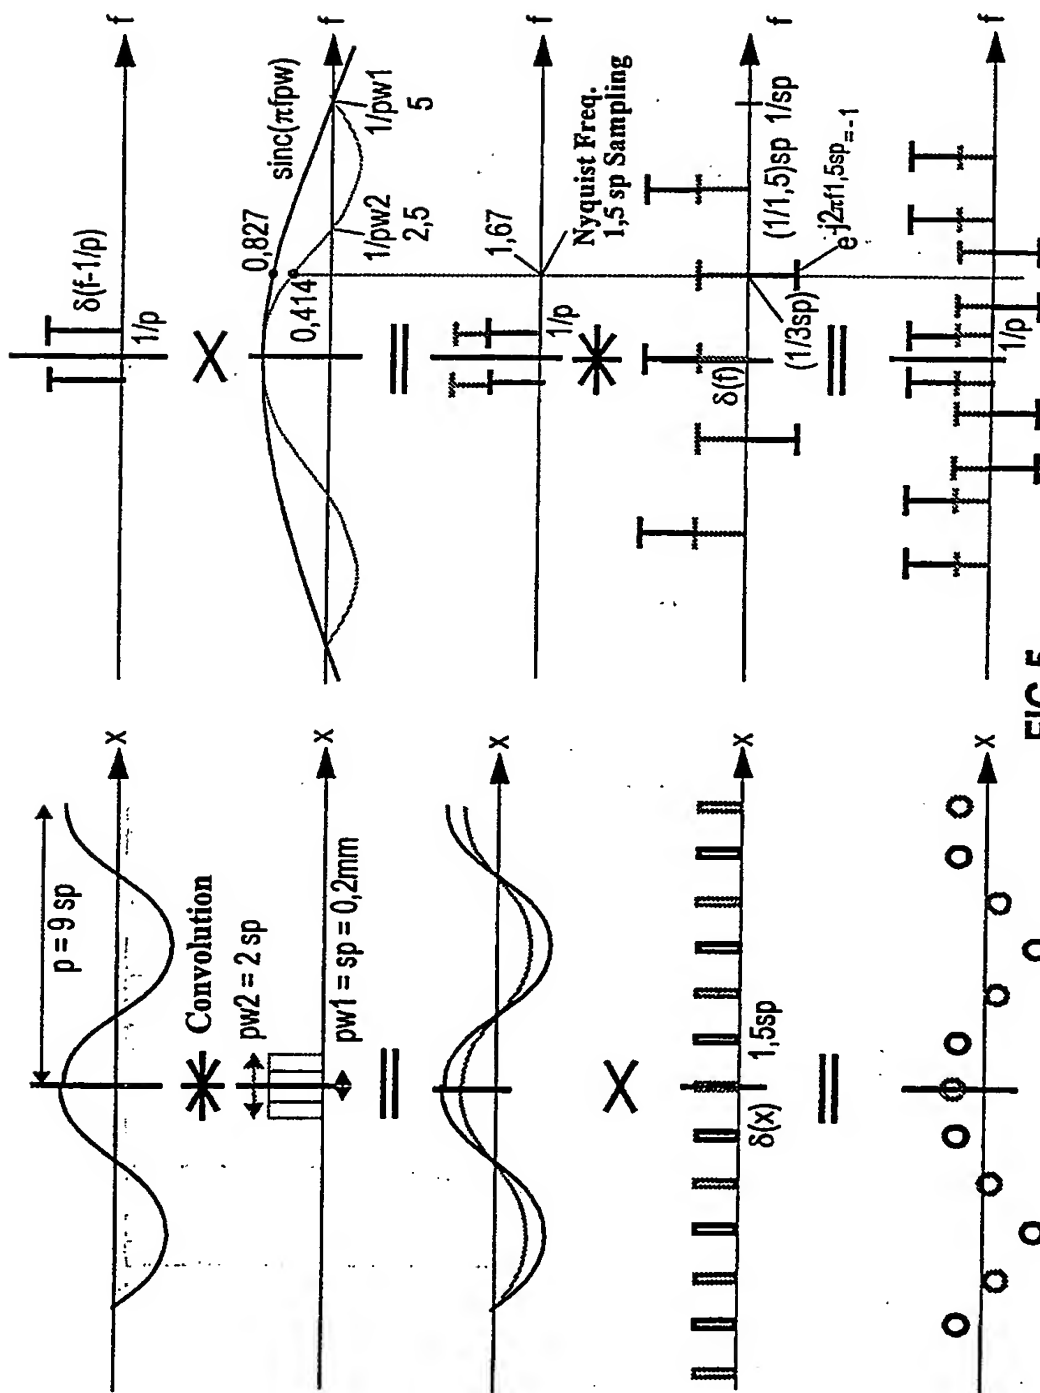 p = 9 sp
x
Convolution
pw2 = 2 sp
pw1 = sp = 0,2mm
x
x
δ(x)
1,5sp
x
x
δ(f-1/p)
1/p
f
0,827
sinc(πfpw)
0,414
1/pw2
2,5
1/pw1
5
f
1/p
1,67
Nyquist Freq.
1,5 sp Sampling
f
δ(f)
(1/3sp)
(1/1,5)sp
1/sp
e-j2πf1,5sp=-1
f
1/p
f